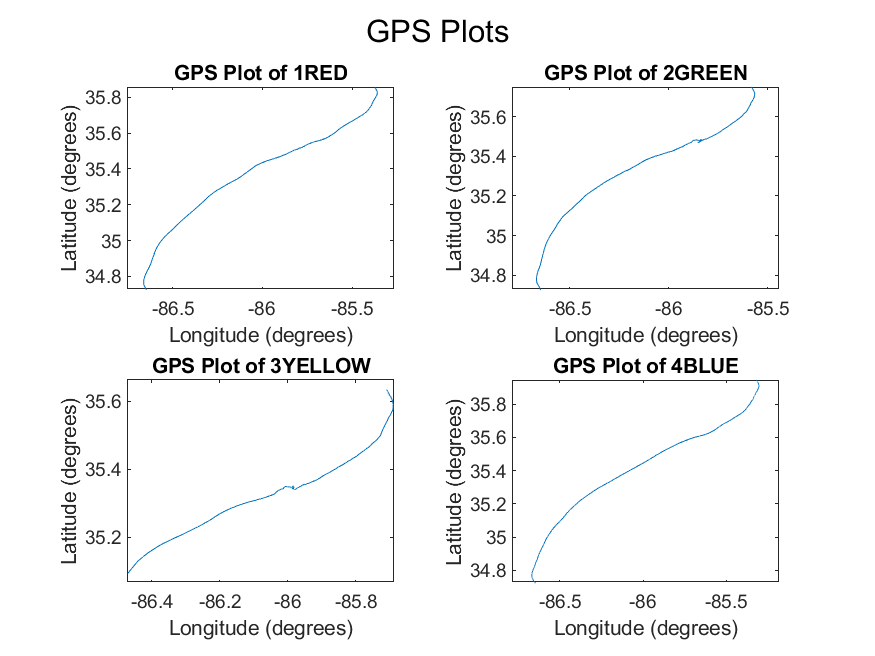 GPS Plots
GPS Plot of 1RED
Latitude (degrees)
35.8
35.6
35.4
35.2
35
34.8
-86.5 -86 -85.5
Longitude (degrees)
GPS Plot of 2GREEN
Latitude (degrees)
35.6
35.4
35.2
35
34.8
-86.5 -86 -85.5
Longitude (degrees)
GPS Plot of 3YELLOW
Latitude (degrees)
35.6
35.4
35.2
-86.4 -86.2 -86 -85.8
Longitude (degrees)
GPS Plot of 4BLUE
Latitude (degrees)
35.8
35.6
35.4
35.2
35
34.8
-86.5 -86 -85.5
Longitude (degrees)